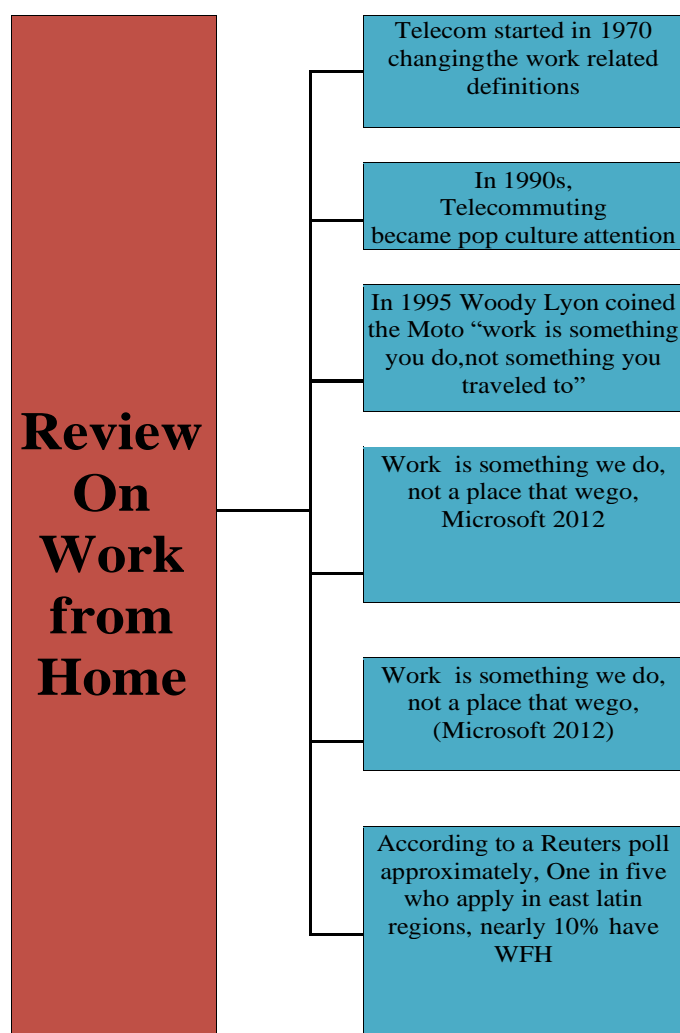 Review
On
Work
from
Home
Telecom started in 1970
changingthe work related
definitions
In 1990s,
Telecommuting
became pop culture attention
In 1995 Woody Lyon coined
the Moto “work is something
you do,not something you
traveled to”
Work is something we do,
not a place that wego,
Microsoft 2012
Work is something we do,
not a place that wego,
(Microsoft 2012)
According to a Reuters poll
approximately, One in five
who apply in east latin
regions, nearly 10% have
WFH